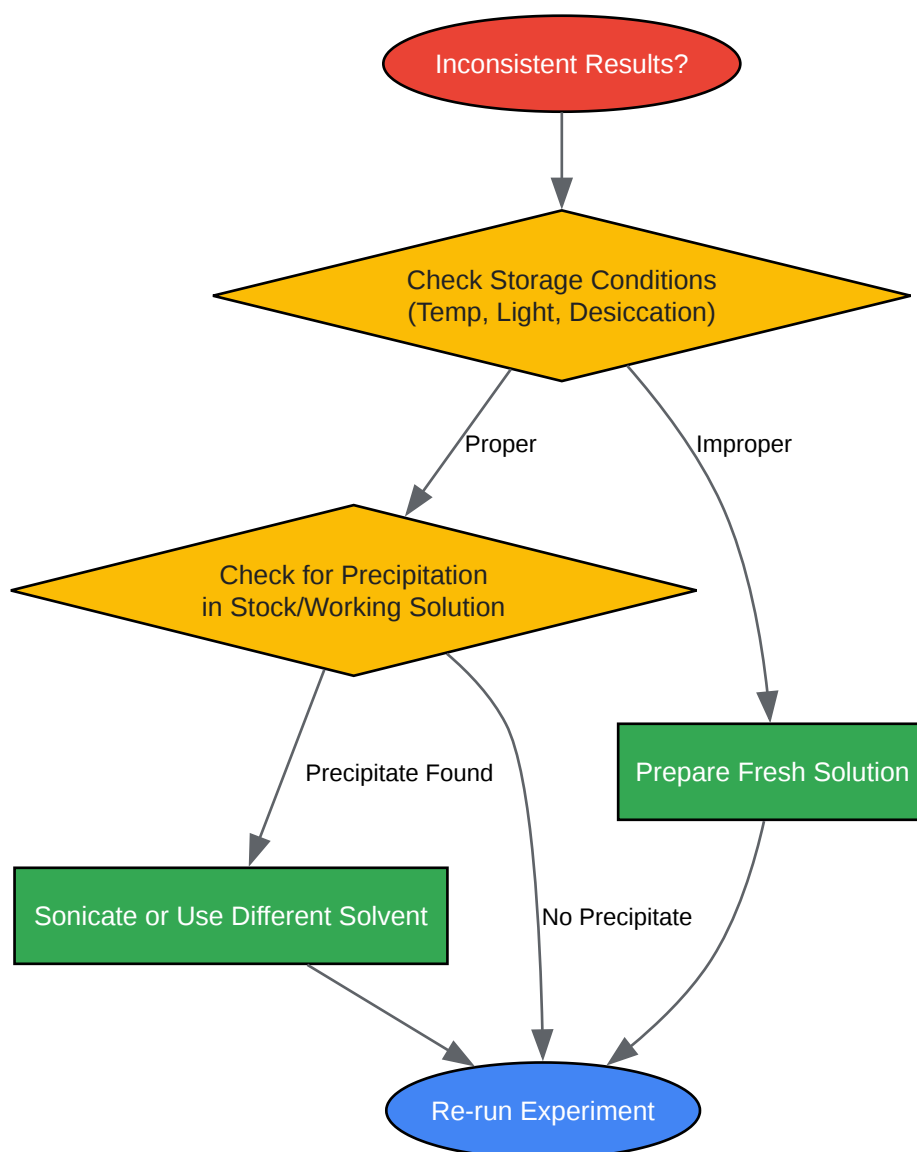 Inconsistent Results?
Check Storage Conditions
(Temp, Light, Desiccation)
Proper
Improper
Check for Precipitation
in Stock/Working Solution
Precipitate Found
Prepare Fresh Solution
Sonicate or Use Different Solvent
No Precipitate
Re-run Experiment